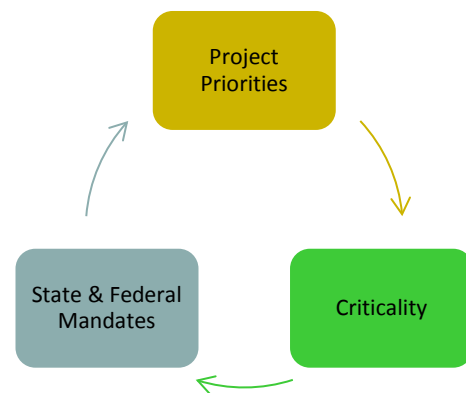 Project
Priorities
State & Federal
Mandates
Criticality